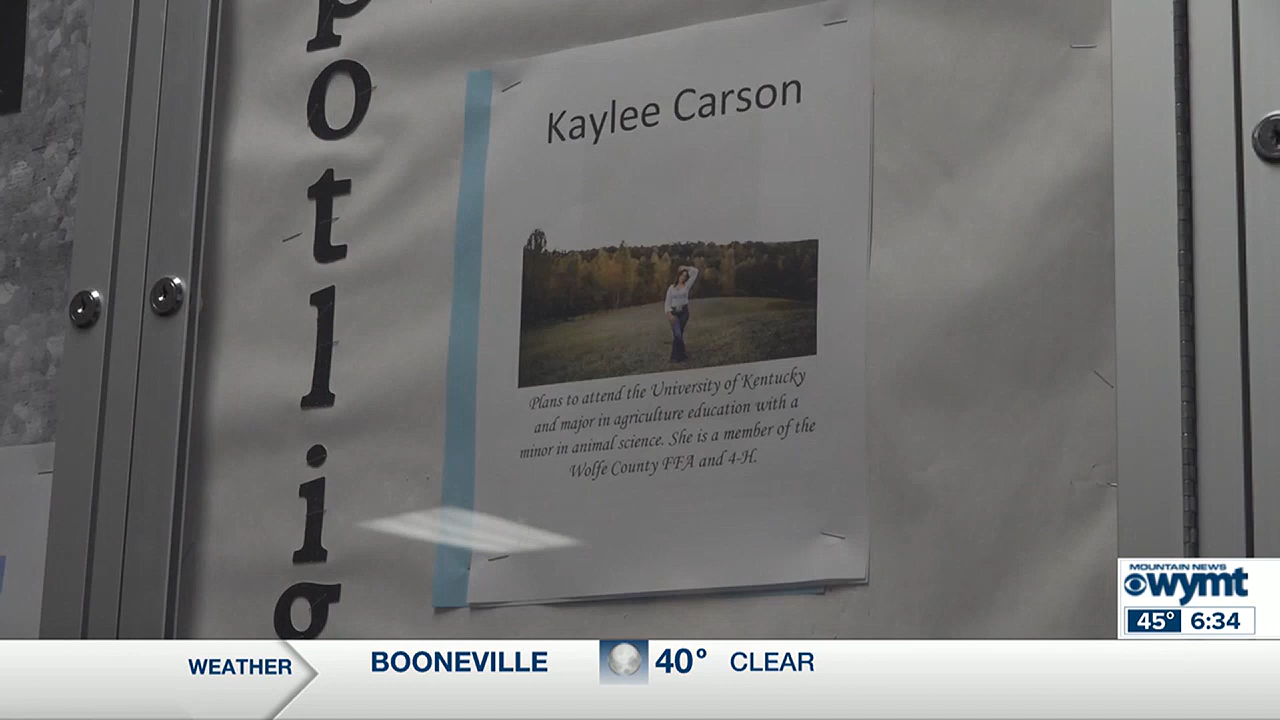 potlig
Kaylee Carson
Plans to attend the University of Kentucky
and major in agriculture education with a
minor in animal science. She is a member of the
Wolfe County FFA and 4-H.
MOUNTAIN NEWS
wymt
45° 6:34
WEATHER BOONEVILLE 40° CLEAR